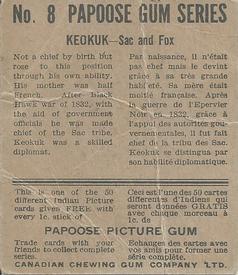 No. 8 PAPOOSE GUM SERIES
KEOKUK—Sac and Fox
Not a chief by birth but
rose to this position
through his own ability.
His mother was half
French. After Black
Hawk war of 1832, with
the aid of government
officials he was made
chief of the Sac tribe.
Keokuk was a skilled
diplomat.
Par naissance, il n'était
pas chef mais le devint
grâce à sa très grande
habileté. Sa mère était
moitié française. Après
la guerre de l'Epervier
Noir en 1832, grâce à
l'appui des autorités gou-
vernementales, il fut fait
chef de la tribu des Sac.
Keokuk se distingua par
son habilité diplomatique.
This is one of the 50
different Indian Picture
cards given FREE with
every 1c. stick of
Ceci est l'une des 50 cartes
différentes d'Indiens qui
seront données GRATIS
avec chaque morceau à
1c. de
PAPOOSE PICTURE GUM
Trade cards with your
friends to collect complete
series.
Echangez des cartes avec
vos amis pour former une
série complète.
CANADIAN CHEWING GUM COMPANY LTD.